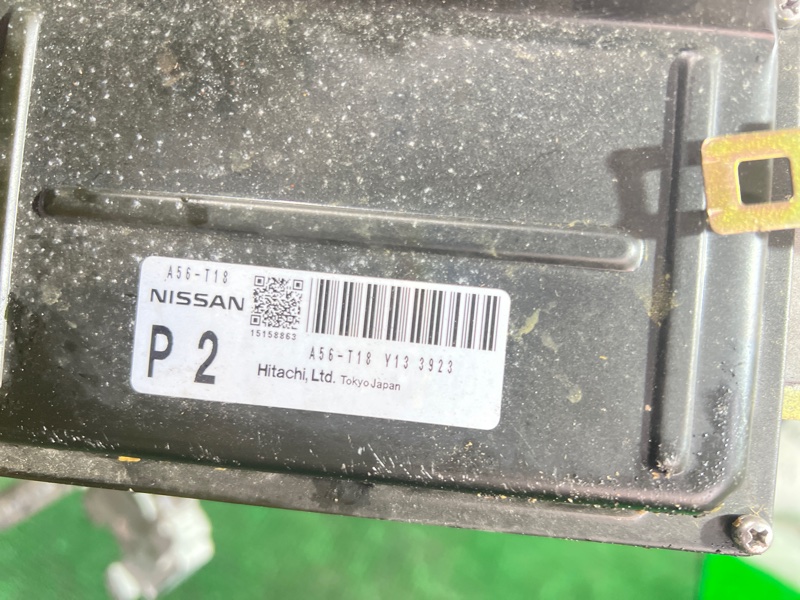 A56-T18
NISSAN
15158863
P 2
A56-T18 Y13 3923
Hitachi, Ltd. Tokyo Japan